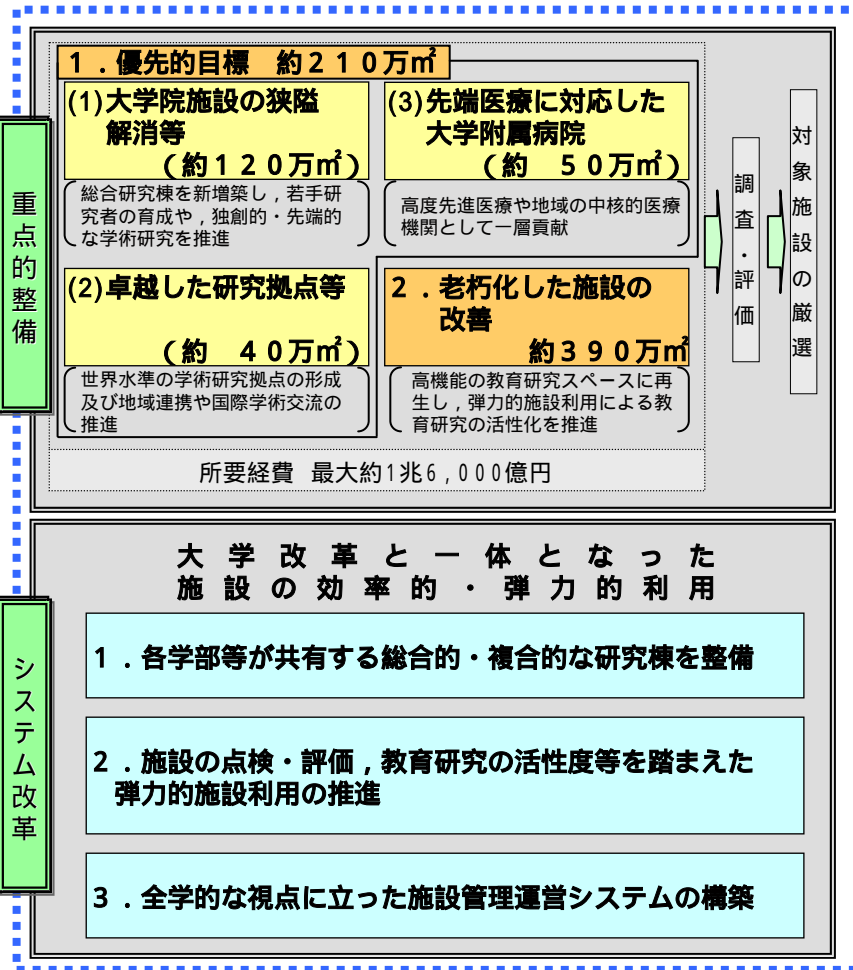 重点的整備
１．優先的目標　約２１０万㎡
(1)大学院施設の狭隘
解消等
（約１２０万㎡）
総合研究棟を新増築し，若手研
究者の育成や，独創的・先端的
な学術研究を推進
(3)先端医療に対応した
大学附属病院
（約　５０万㎡）
高度先進医療や地域の中核的医療
機関として一層貢献
(2)卓越した研究拠点等
（約　４０万㎡）
世界水準の学術研究拠点の形成
及び地域連携や国際学術交流の
推進
２．老朽化した施設の
改善
約３９０万㎡
高機能の教育研究スペースに再
生し，弾力的施設利用による教
育研究の活性化を推進
所要経費　最大約1兆6,000億円
調査・評価
対象施設の厳選
システム改革
大学改革と一体となった
施設の効率的・弾力的利用
１．各学部等が共有する総合的・複合的な研究棟を整備
２．施設の点検・評価，教育研究の活性度等を踏まえた
弾力的施設利用の推進
３．全学的な視点に立った施設管理運営システムの構築